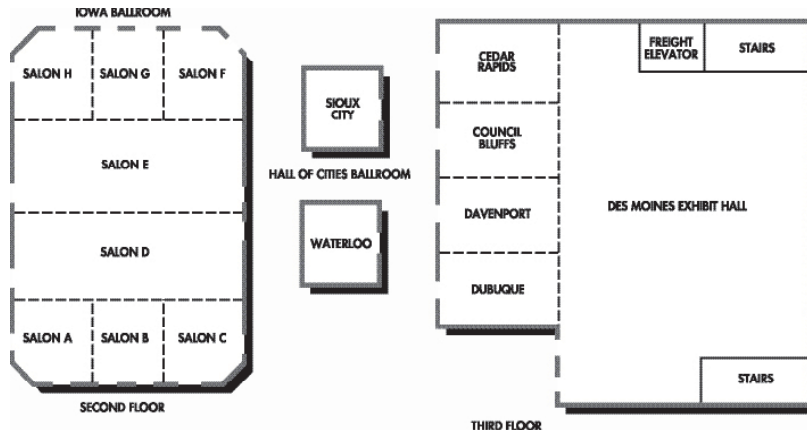 IOWA BALLROOM
SALON H
SALON G
SALON F
SALON E
SALON D
SALON A
SALON B
SALON C
SECOND FLOOR
SIOUX
CITY
HALL OF CITIES BALLROOM
WATERLOO
CEDAR
RAPIDS
COUNCIL
BLUFFS
DAVENPORT
DUBUQUE
FREIGHT
ELEVATOR
STAIRS
DES MOINES EXHIBIT HALL
STAIRS
THIRD FLOOR